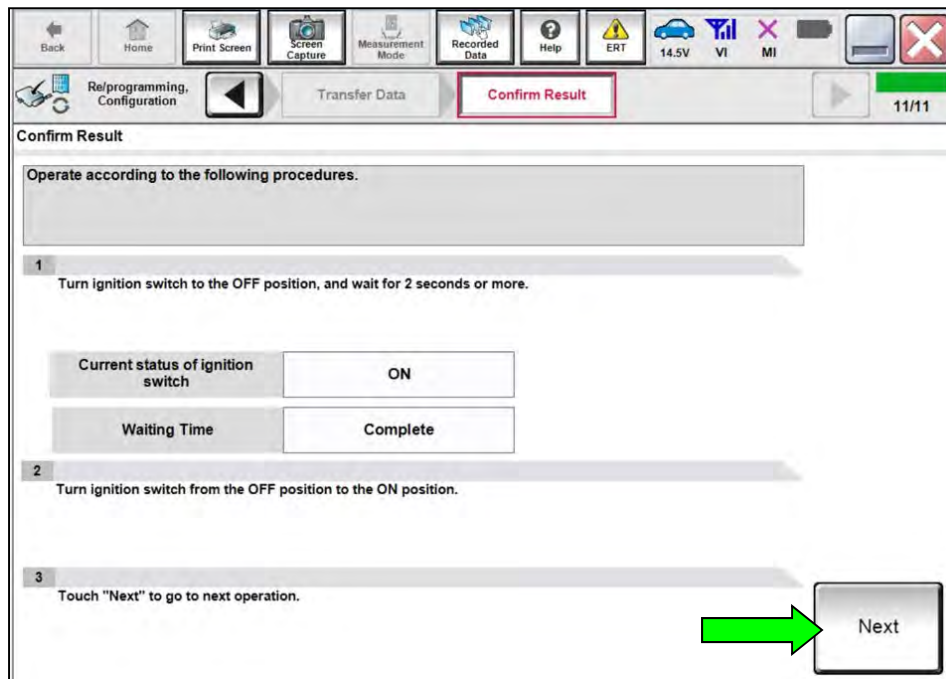 Back
Home
Print Screen
Screen
Capture
Measurement
Mode
Recorded
Data
Help
ERT
14.5V
VI
MI
Re/programming,
Configuration
Transfer Data
Confirm Result
11/11
Confirm Result
Operate according to the following procedures.
1
Turn ignition switch to the OFF position, and wait for 2 seconds or more.
Current status of ignition
switch
ON
Waiting Time
Complete
2
Turn ignition switch from the OFF position to the ON position.
3
Touch "Next" to go to next operation.
Next